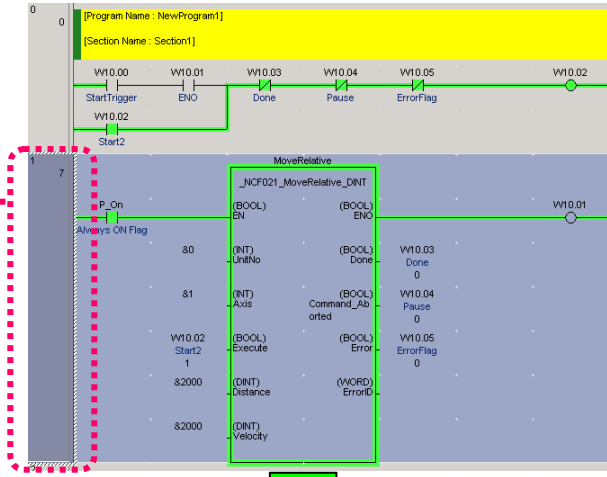 0
0
[Program Name : NewProgram1]
[Section Name : Section1]
W10.00 W10.01 W10.03 W10.04 W10.05 W10.02
StartTrigger ENO Done Pause ErrorFlag
W10.02
Start2
1
7
MoveRelative
_NCF021_MoveRelative_DINT
P_On (BOOL) (BOOL) W10.01
EN ENO
Always ON Flag
&0 (INT) (BOOL) W10.03
UnitNo Done Done
0
&1 (INT) (BOOL) W10.04
Axis Command_Ab Pause
orted 0
W10.02 (BOOL) (BOOL) W10.05
Start2 Execute Error ErrorFlag
1 0
&2000 (DINT) (WORD)
Distance ErrorID
&2000 (DINT)
Velocity